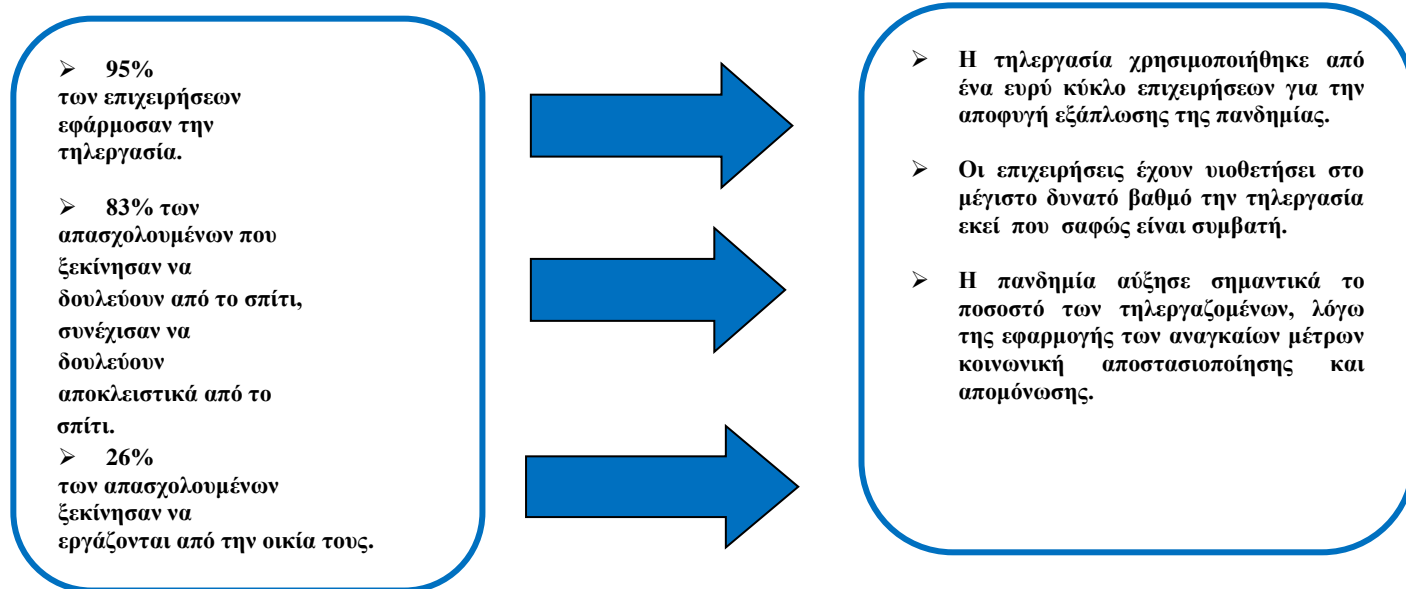 ➢ 95%
των επιχειρήσεων
εφάρμοσαν την
τηλεργασία.
➢ 83% των
απασχολουμένων που
ξεκίνησαν να
δουλεύουν από το σπίτι,
συνέχισαν να
δουλεύουν
αποκλειστικά από το
σπίτι.
➢ 26%
των απασχολουμένων
ξεκίνησαν να
εργάζονται από την οικία τους.
➢ Η τηλεργασία χρησιμοποιήθηκε από
ένα ευρύ κύκλο επιχειρήσεων για την
αποφυγή εξάπλωσης της πανδημίας.
➢ Οι επιχειρήσεις έχουν υιοθετήσει στο
μέγιστο δυνατό βαθμό την τηλεργασία
εκεί που σαφώς είναι συμβατή.
➢ Η πανδημία αύξησε σημαντικά το
ποσοστό των τηλεργαζομένων, λόγω
της εφαρμογής των αναγκαίων μέτρων
κοινωνική αποστασιοποίησης και
απομόνωσης.